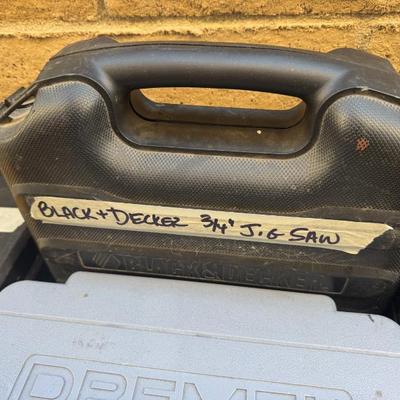 BLACK + DECKER 3/4" JIG SAW
BLACK & DECKER
DREMEL